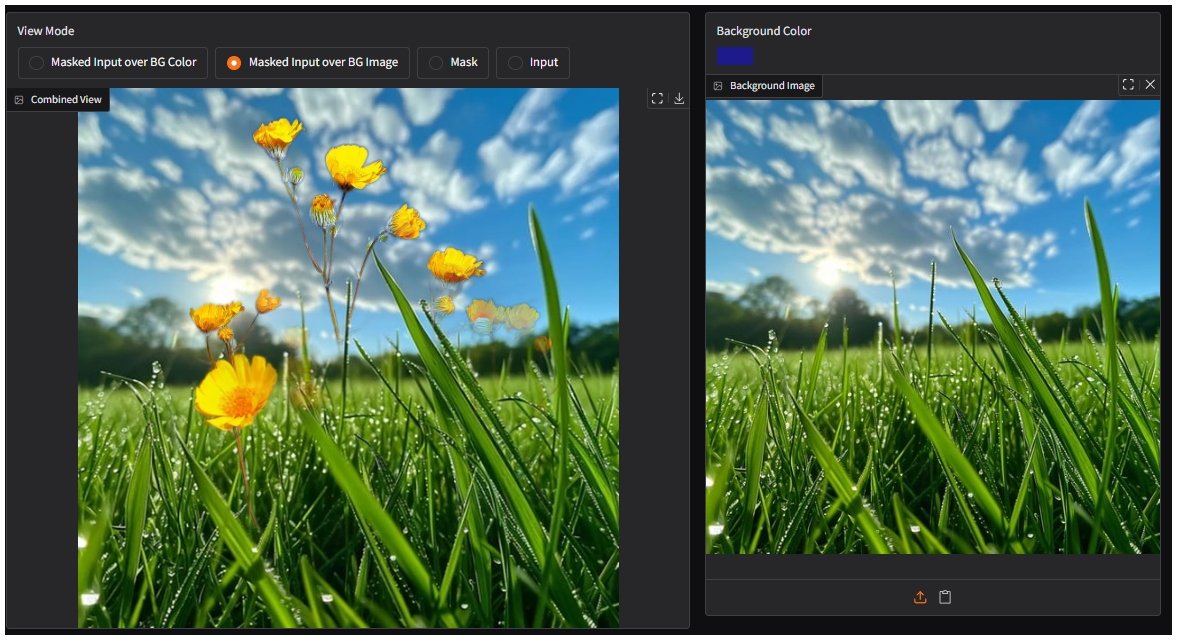 View Mode
Masked Input over BG Color
Masked Input over BG Image
Mask
Input
Combined View
Background Color
Background Image